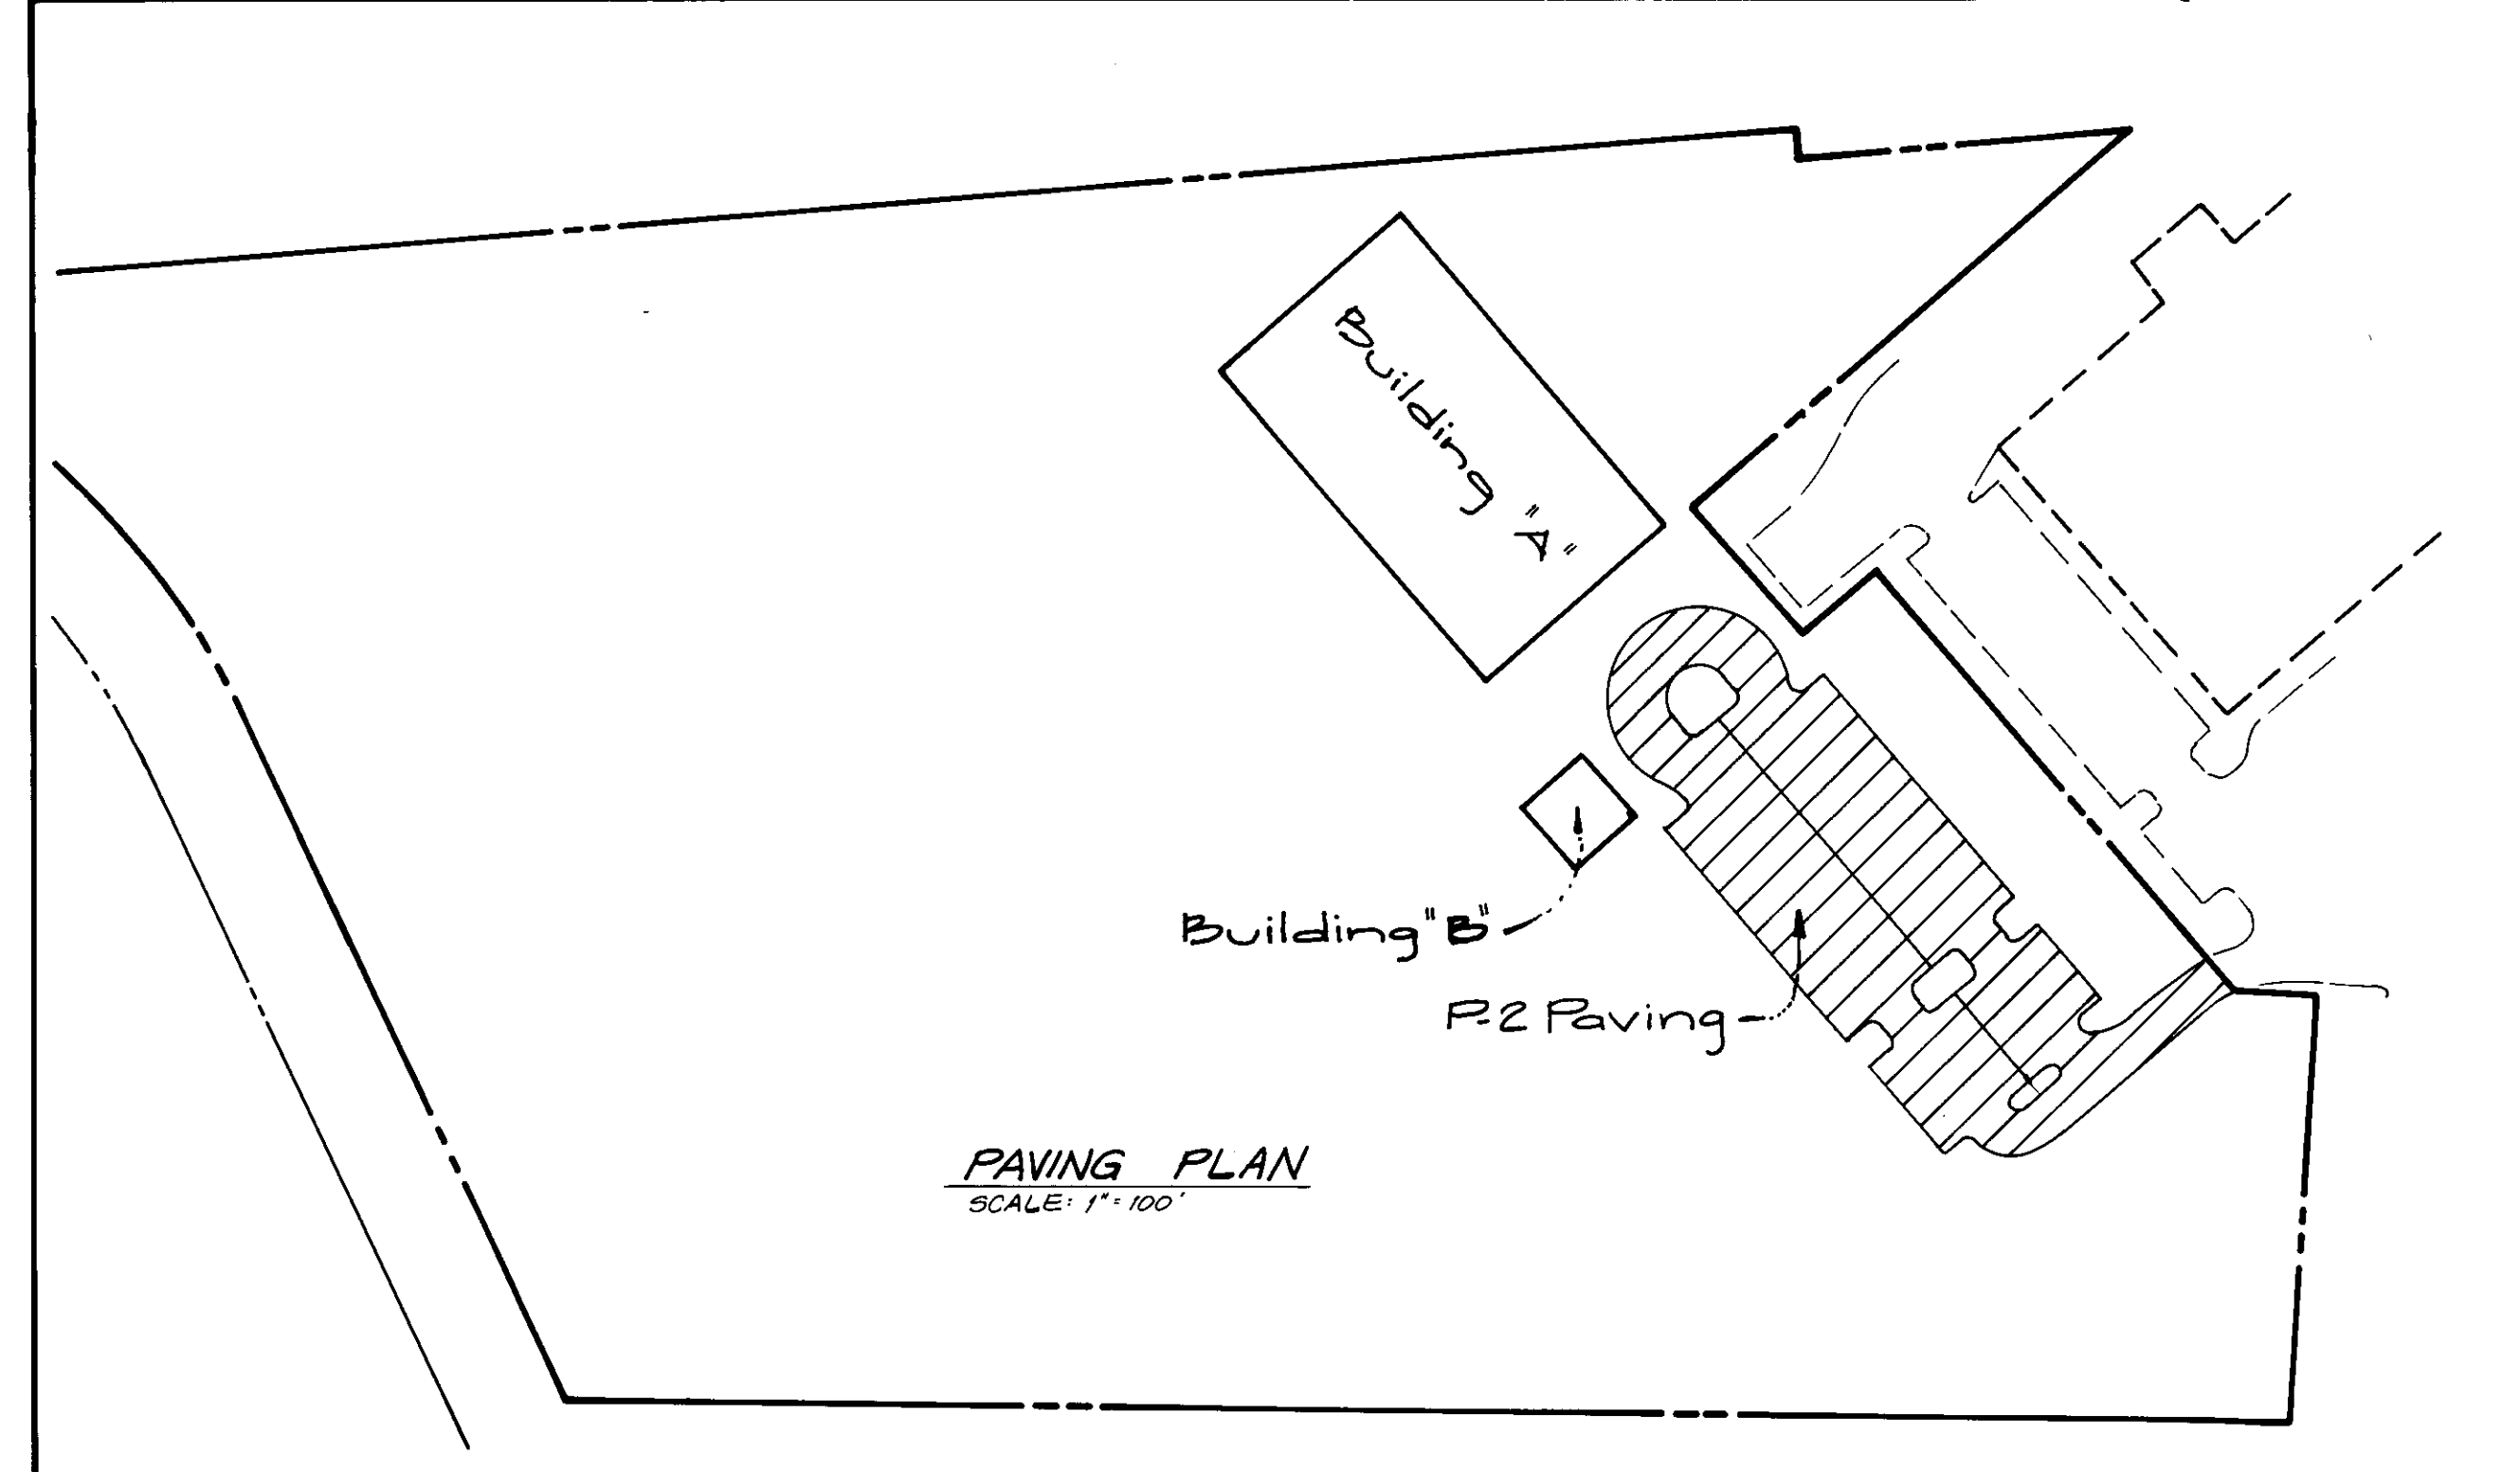 Building "A"
Building "B"
P-2 Paving
PAVING PLAN
SCALE: 1" = 100'